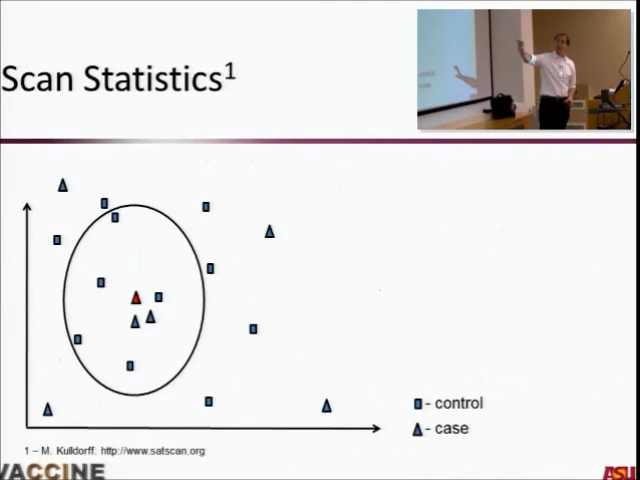 Scan Statistics1
- control
- case
1 – M. Kulldorff. http://www.satscan.org
VACCINE
ASU